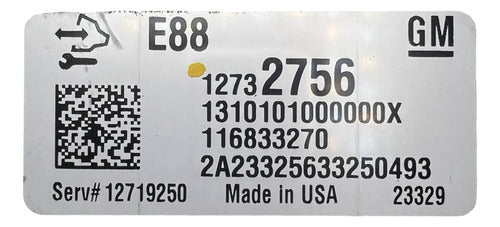 E88 GM
12732756
1310101000000X
116833270
2A23325633250493
Serv# 12719250 Made in USA 23329